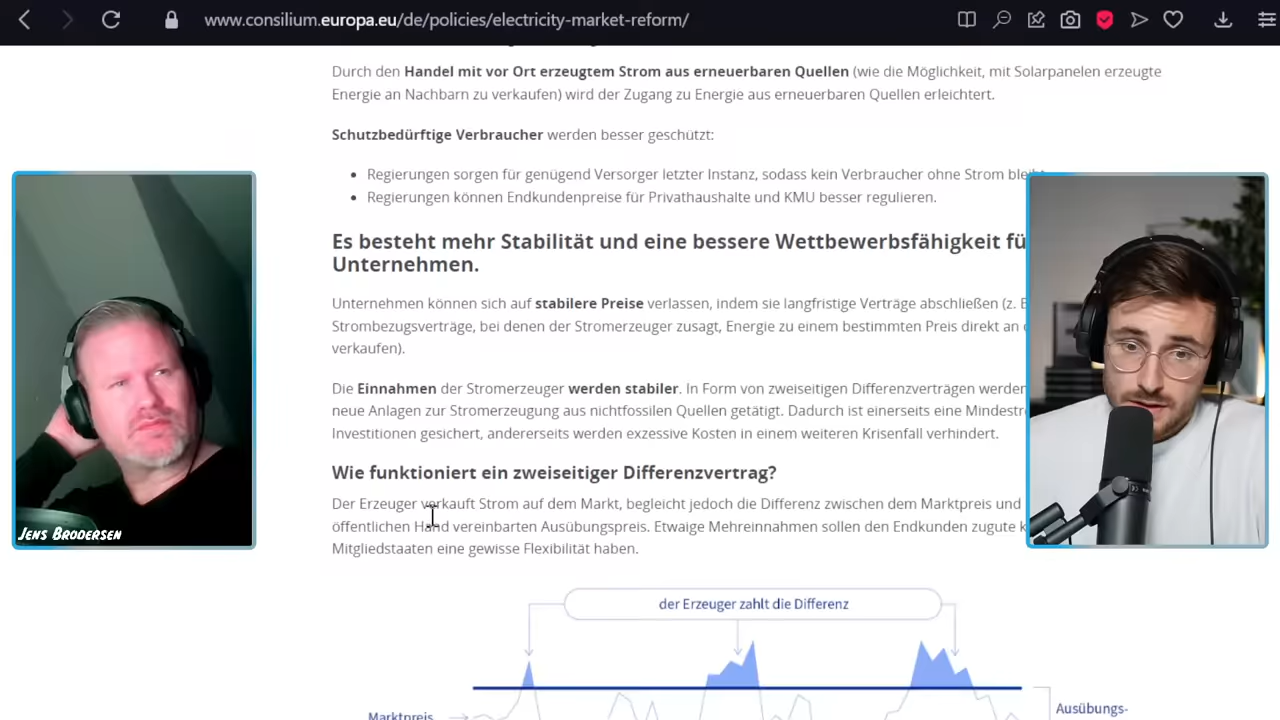 www.consilium.europa.eu/de/policies/electricity-market-reform/
Durch den Handel mit vor Ort erzeugtem Strom aus erneuerbaren Quellen (wie die Möglichkeit, mit Solarpanelen erzeugte
Energie an Nachbarn zu verkaufen) wird der Zugang zu Energie aus erneuerbaren Quellen erleichtert.
Schutzbedürftige Verbraucher werden besser geschützt:
Regierungen sorgen für genügend Versorger letzter Instanz, sodass kein Verbraucher ohne Strom
Regierungen können Endkundenpreise für Privathaushalte und KMU besser regulieren.
Es besteht mehr Stabilität und eine bessere Wettbewerbsfähigkeit
Unternehmen.
Unternehmen können sich auf stabilere Preise verlassen, indem sie langfristige Verträge abschließen (z.
Strombezugsverträge, bei denen der Stromerzeuger zusagt, Energie zu einem bestimmten Preis direkt an
verkaufen).
Die Einnahmen der Stromerzeuger werden stabiler. In Form von zweiseitigen Differenzverträgen werden
neue Anlagen zur Stromerzeugung aus nichtfossilen Quellen getätigt. Dadurch ist einerseits eine
Investitionen gesichert, andererseits werden exzessive Kosten in einem weiteren Krisenfall verhindert.
Wie funktioniert ein zweiseitiger Differenzvertrag?
Der Erzeuger verkauft Strom auf dem Markt, begleicht jedoch die Differenz zwischen dem Marktpreis und
öffentlichen Hand vereinbarten Ausübungspreis. Etwaige Mehreinnahmen sollen den Endkunden zugute
Mitgliedstaaten eine gewisse Flexibilität haben.
der Erzeuger zahlt die Differenz
Marktpreis
Ausübungs-
Jens Brodersen